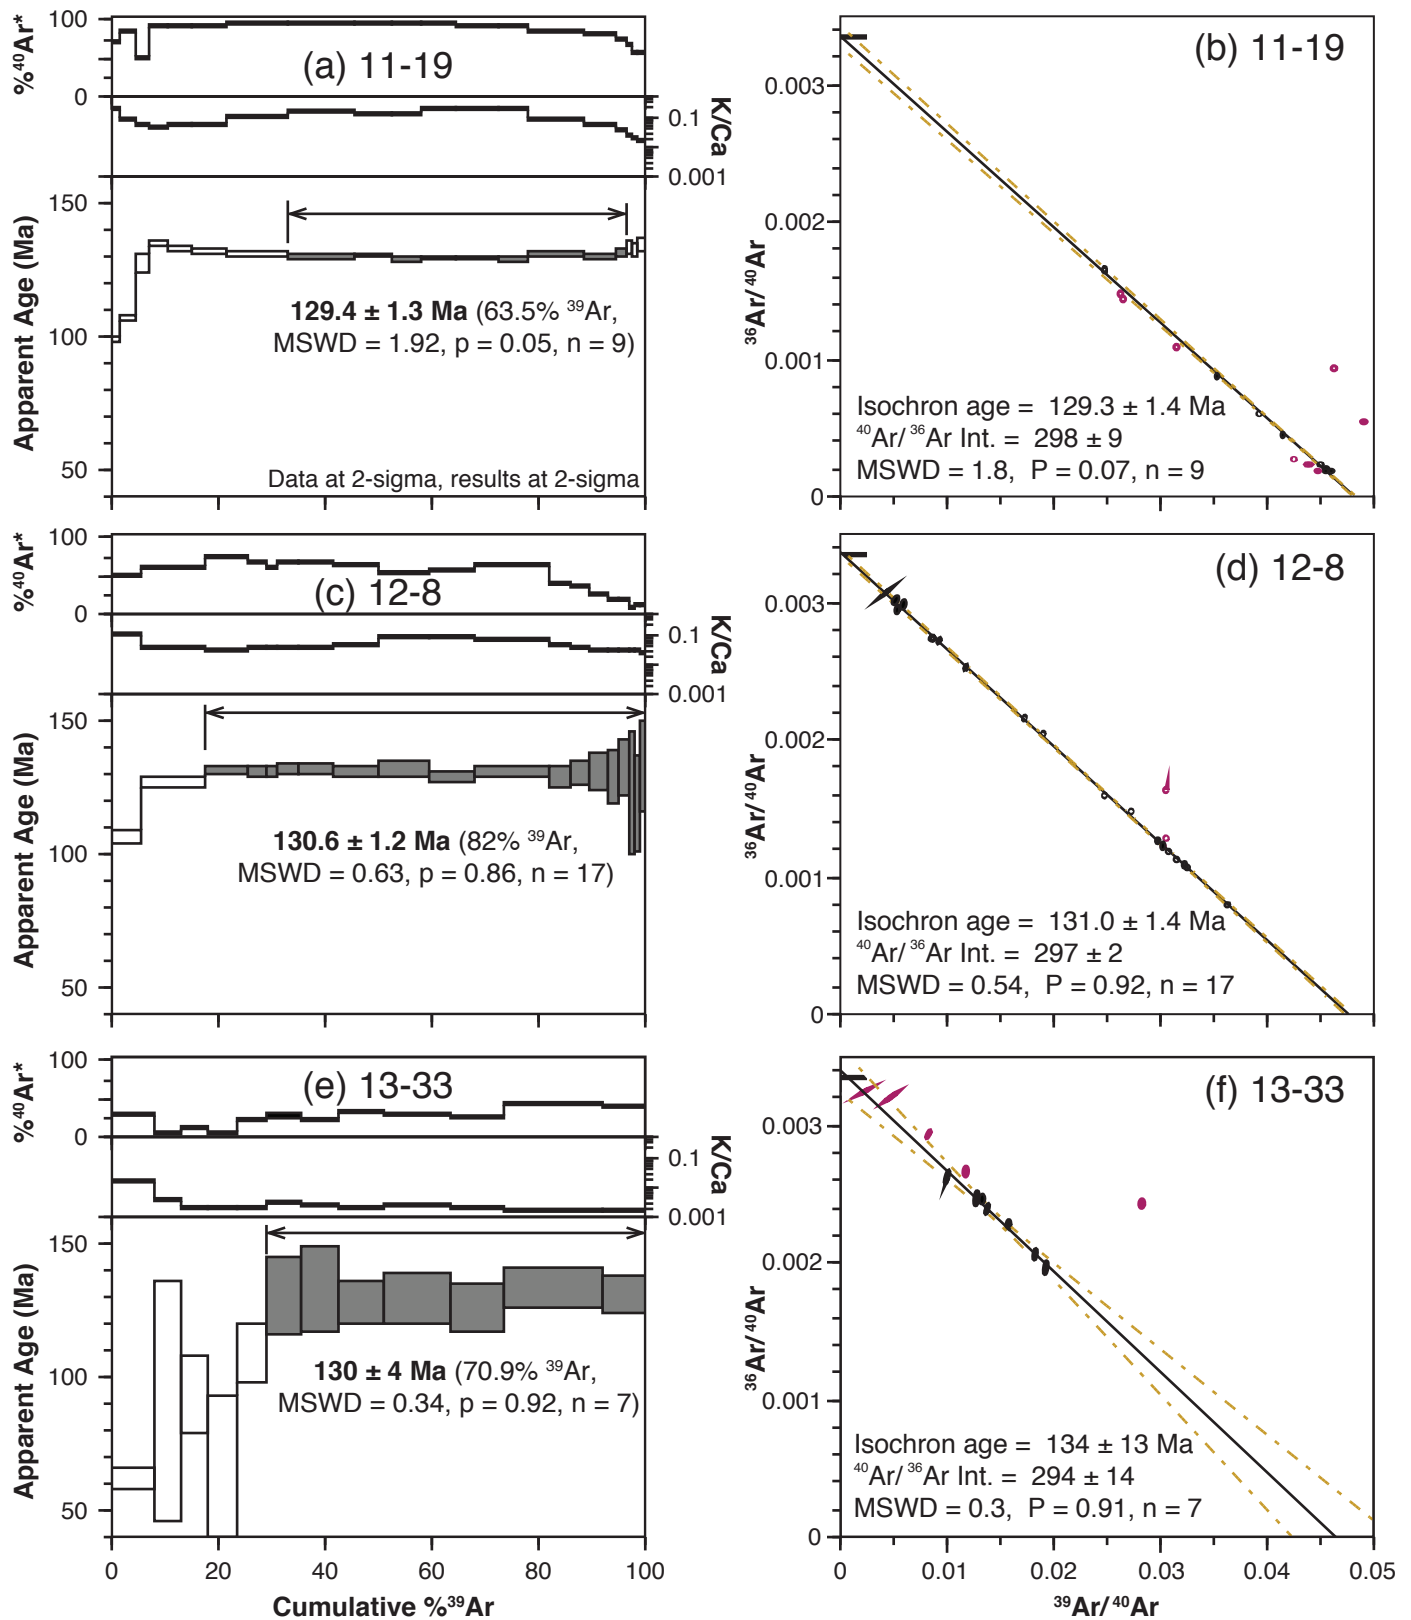 100
%⁴⁰Ar*
0
(a) 11-19
0.1
K/Ca
0.001
150
Apparent Age (Ma)
100
50
129.4 ± 1.3 Ma (63.5% ³⁹Ar,
MSWD = 1.92, p = 0.05, n = 9)
Data at 2-sigma, results at 2-sigma
(b) 11-19
0.003
0.002
³⁶Ar/⁴⁰Ar
0.001
0
Isochron age = 129.3 ± 1.4 Ma
⁴⁰Ar/³⁶Ar Int. = 298 ± 9
MSWD = 1.8, P = 0.07, n = 9
100
%⁴⁰Ar*
0
(c) 12-8
0.1
K/Ca
0.001
150
Apparent Age (Ma)
100
50
130.6 ± 1.2 Ma (82% ³⁹Ar,
MSWD = 0.63, p = 0.86, n = 17)
(d) 12-8
0.003
0.002
³⁶Ar/⁴⁰Ar
0.001
0
Isochron age = 131.0 ± 1.4 Ma
⁴⁰Ar/³⁶Ar Int. = 297 ± 2
MSWD = 0.54, P = 0.92, n = 17
100
%⁴⁰Ar*
0
(e) 13-33
0.1
K/Ca
0.001
150
Apparent Age (Ma)
100
50
130 ± 4 Ma (70.9% ³⁹Ar,
MSWD = 0.34, p = 0.92, n = 7)
0 20 40 60 80 100
Cumulative %³⁹Ar
(f) 13-33
0.003
0.002
³⁶Ar/⁴⁰Ar
0.001
0
Isochron age = 134 ± 13 Ma
⁴⁰Ar/³⁶Ar Int. = 294 ± 14
MSWD = 0.3, P = 0.91, n = 7
0 0.01 0.02 0.03 0.04 0.05
³⁹Ar/⁴⁰Ar